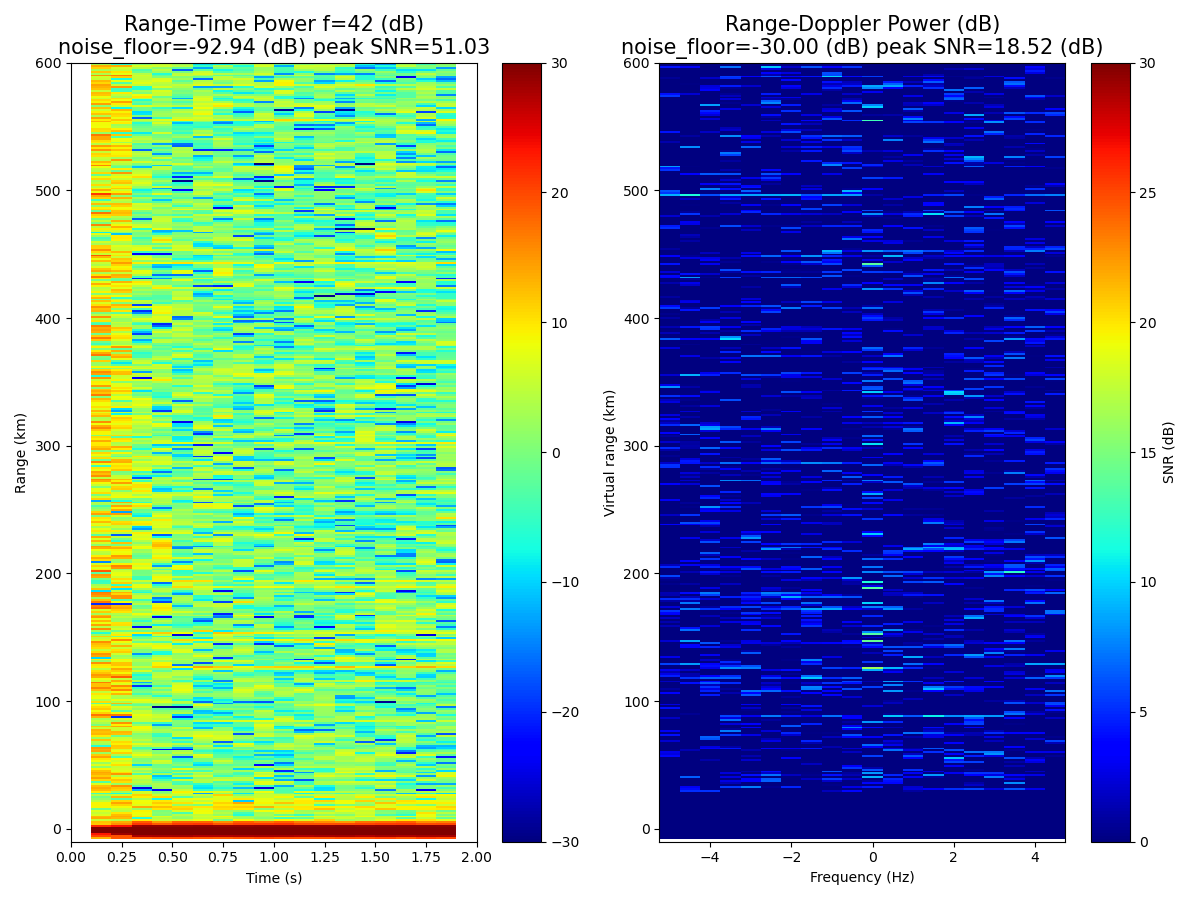 Range-Time Power f=42 (dB)
noise_floor=-92.94 (dB) peak SNR=51.03
Range-Doppler Power (dB)
noise_floor=-30.00 (dB) peak SNR=18.52 (dB)
Range (km)
600
500
400
300
200
100
0
0.00 0.25 0.50 0.75 1.00 1.25 1.50 1.75 2.00
Time (s)
30
20
10
0
−10
−20
−30
Virtual range (km)
600
500
400
300
200
100
0
−4 −2 0 2 4
Frequency (Hz)
30
25
20
15
10
5
0
SNR (dB)